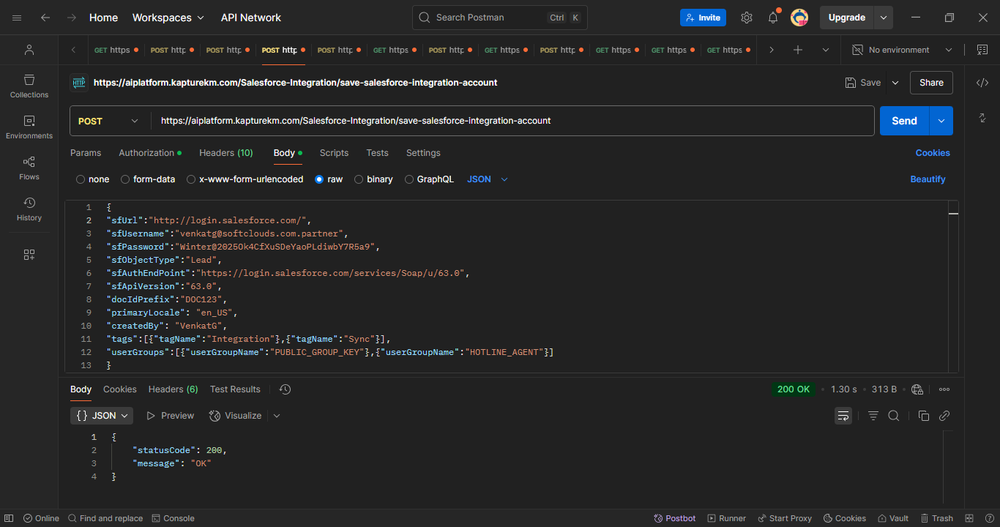 Home Workspaces API Network Search Postman Ctrl K Invite Upgrade
GET https POST http POST http POST http POST http GET https POST http GET https POST http GET https GET https GET https No environment
HTTP https://aiplatform.kapturekm.com/Salesforce-Integration/save-salesforce-integration-account Save Share
Collections
Environments
Flows
History
POST https://aiplatform.kapturekm.com/Salesforce-Integration/save-salesforce-integration-account Send
Params Authorization Headers (10) Body Scripts Tests Settings Cookies
none form-data x-www-form-urlencoded raw binary GraphQL JSON Beautify
1 {
2 "sfUrl":"http://login.salesforce.com/",
3 "sfUsername":"venkatg@softclouds.com.partner",
4 "sfPassword":"Winter@2025Ok4CfXuSDeYaoPLdiwbY7R5a9",
5 "sfObjectType":"Lead",
6 "sfAuthEndPoint":"https://login.salesforce.com/services/Soap/u/63.0",
7 "sfApiVersion":"63.0",
8 "docIdPrefix":"DOC123",
9 "primaryLocale": "en_US",
10 "createdBy": "VenkatG",
11 "tags":[{"tagName":"Integration"},{"tagName":"Sync"}],
12 "userGroups":[{"userGroupName":"PUBLIC_GROUP_KEY"},{"userGroupName":"HOTLINE_AGENT"}]
13 }
Body Cookies Headers (6) Test Results 200 OK 1.30 s 313 B
{} JSON Preview Visualize
1 {
2 "statusCode": 200,
3 "message": "OK"
4 }
Online Find and replace Console Postbot Runner Start Proxy Cookies Vault Trash